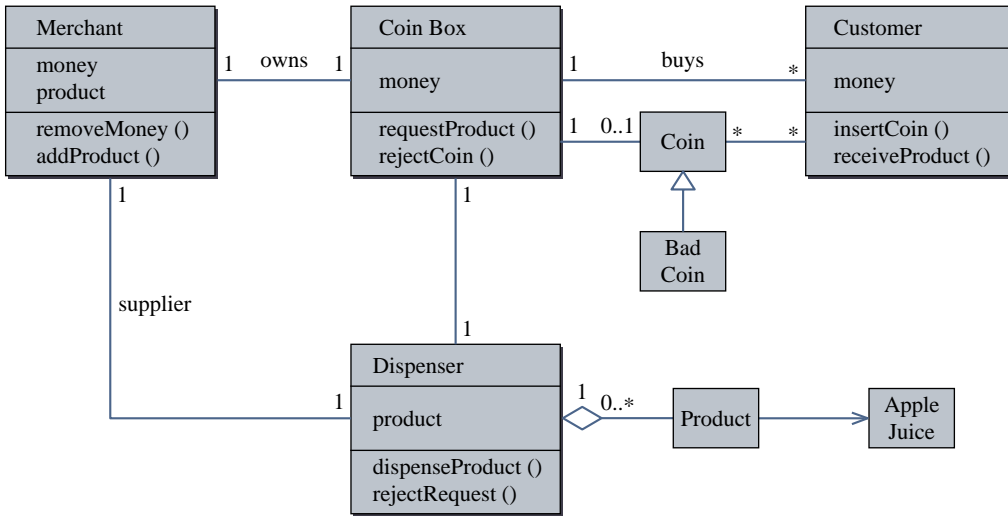 Merchant
money
product
removeMoney ()
addProduct ()
1
owns
1
Coin Box
money
requestProduct ()
rejectCoin ()
1
buys
*
1
0..1
Coin
*
*
Customer
money
insertCoin ()
receiveProduct ()
Bad
Coin
1
supplier
1
1
1
Dispenser
product
dispenseProduct ()
rejectRequest ()
1
0..*
Product
Apple
Juice